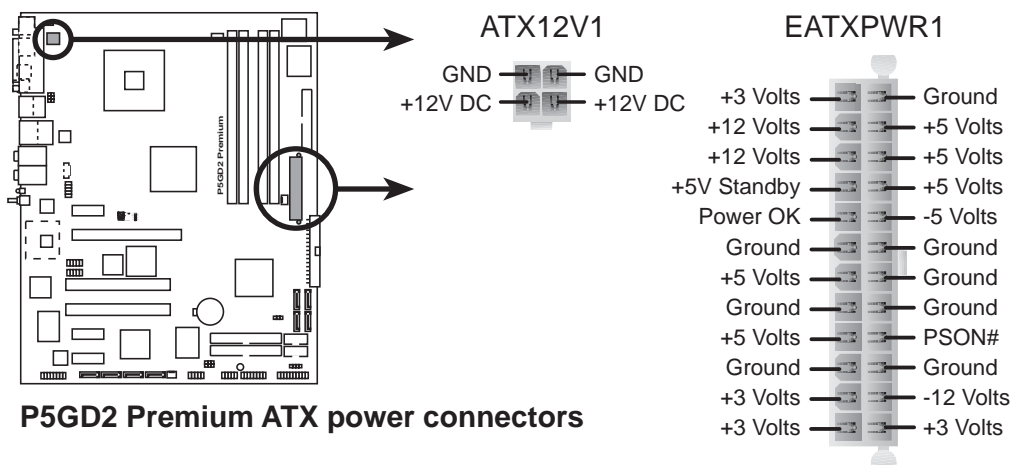 ATX12V1
GND GND
+12V DC +12V DC
EATXPWR1
+3 Volts Ground
+12 Volts +5 Volts
+12 Volts +5 Volts
+5V Standby +5 Volts
Power OK -5 Volts
Ground Ground
+5 Volts Ground
Ground Ground
+5 Volts PSON#
Ground Ground
+3 Volts -12 Volts
+3 Volts +3 Volts
P5GD2 Premium
P5GD2 Premium ATX power connectors